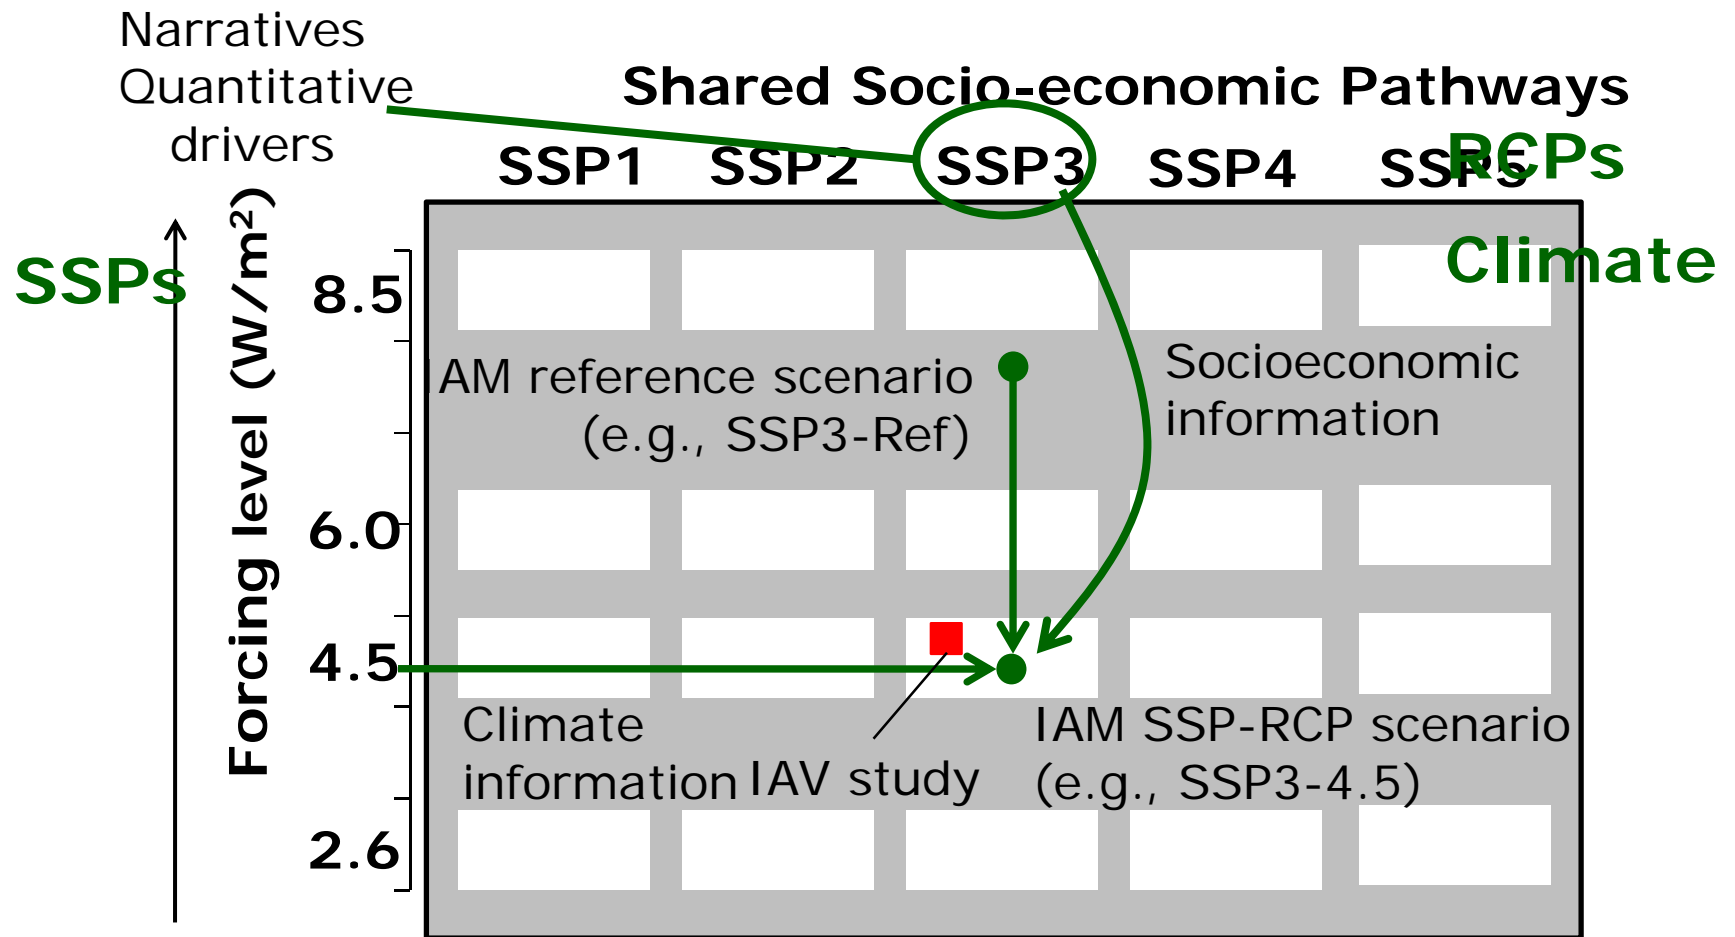 Narratives
Quantitative
drivers
Shared Socio-economic Pathways
SSP1 SSP2 SSP3 SSP4 SSP5
RCPs
Climate
SSPs
Forcing level (W/m²)
8.5
6.0
4.5
2.6
IAM reference scenario
(e.g., SSP3-Ref)
Socioeconomic
information
Climate
information
IAV study
IAM SSP-RCP scenario
(e.g., SSP3-4.5)